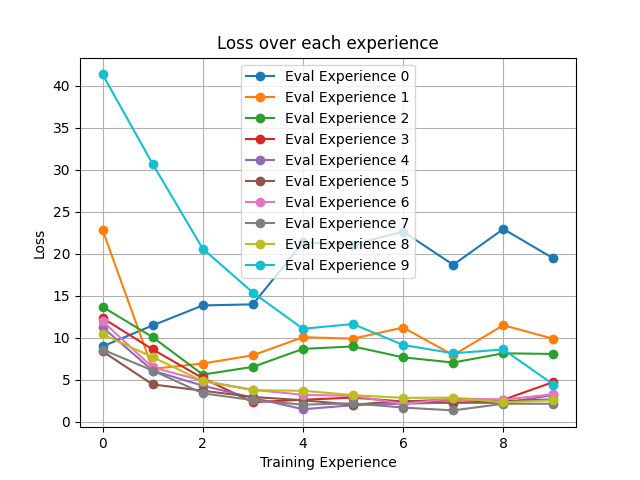 Loss over each experience
40
35
30
25
20
15
10
5
0
Loss
Eval Experience 0
Eval Experience 1
Eval Experience 2
Eval Experience 3
Eval Experience 4
Eval Experience 5
Eval Experience 6
Eval Experience 7
Eval Experience 8
Eval Experience 9
0 2 4 6 8
Training Experience